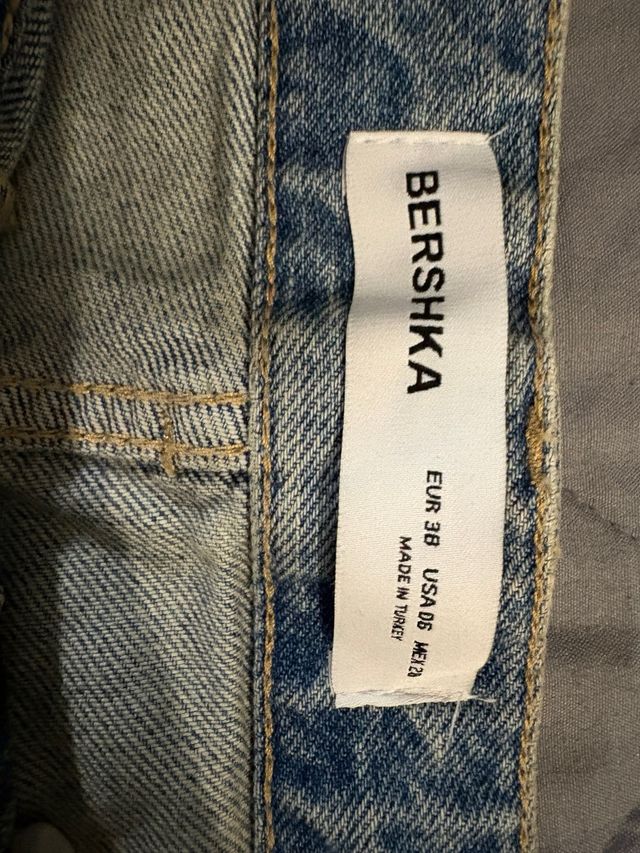 BERSHKA
EUR 38 USA 06 MEX 28
MADE IN TURKEY